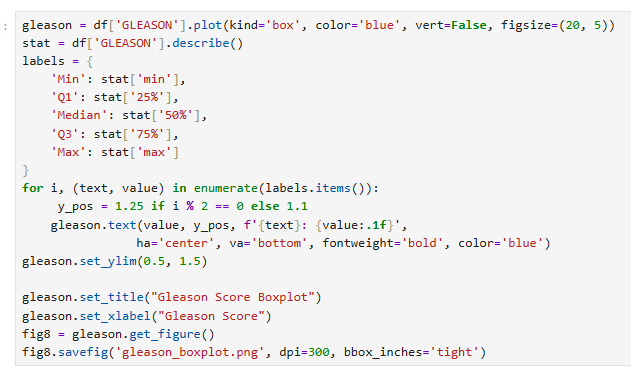 : gleason = df['GLEASON'].plot(kind='box', color='blue', vert=False, figsize=(20, 5))
stat = df['GLEASON'].describe()
labels = {
    'Min': stat['min'],
    'Q1': stat['25%'],
    'Median': stat['50%'],
    'Q3': stat['75%'],
    'Max': stat['max']
}
for i, (text, value) in enumerate(labels.items()):
     y_pos = 1.25 if i % 2 == 0 else 1.1
    gleason.text(value, y_pos, f'{text}: {value:.1f}',
                ha='center', va='bottom', fontweight='bold', color='blue')
gleason.set_ylim(0.5, 1.5)

gleason.set_title("Gleason Score Boxplot")
gleason.set_xlabel("Gleason Score")
fig8 = gleason.get_figure()
fig8.savefig('gleason_boxplot.png', dpi=300, bbox_inches='tight')